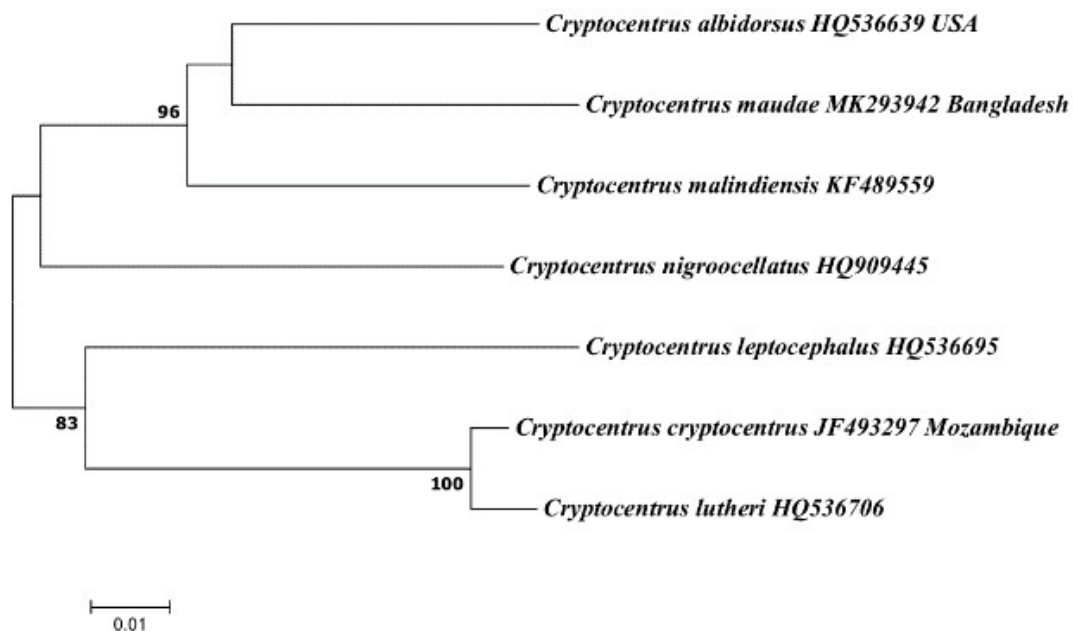 Cryptocentrus albidorsus HQ536639 USA
Cryptocentrus maudae MK293942 Bangladesh
96
Cryptocentrus malindiensis KF489559
Cryptocentrus nigroocellatus HQ909445
Cryptocentrus leptocephalus HQ536695
83
Cryptocentrus cryptocentrus JF493297 Mozambique
100
Cryptocentrus lutheri HQ536706
0.01